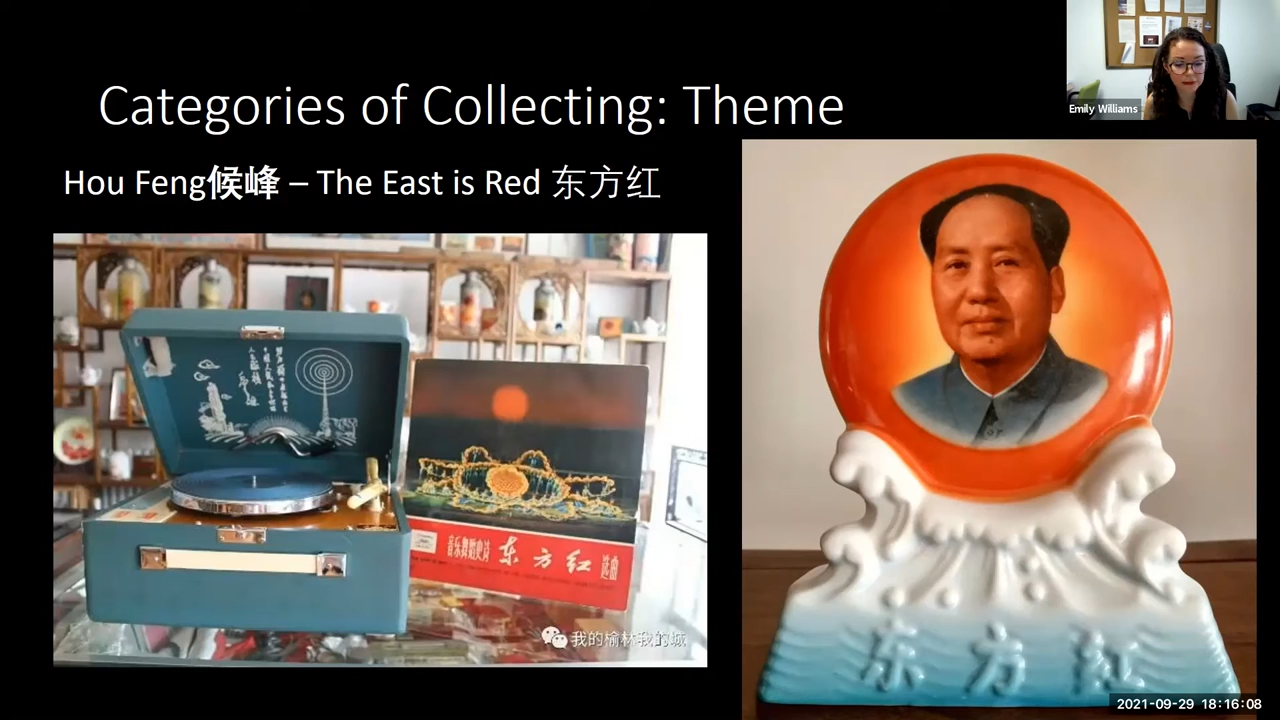 Categories of Collecting: Theme
Emily Williams
Hou Feng候峰 – The East is Red 东方红
音乐舞蹈史诗 东方红 选曲
我的榆林我的城
东方红
2021-09-29 18:16:08